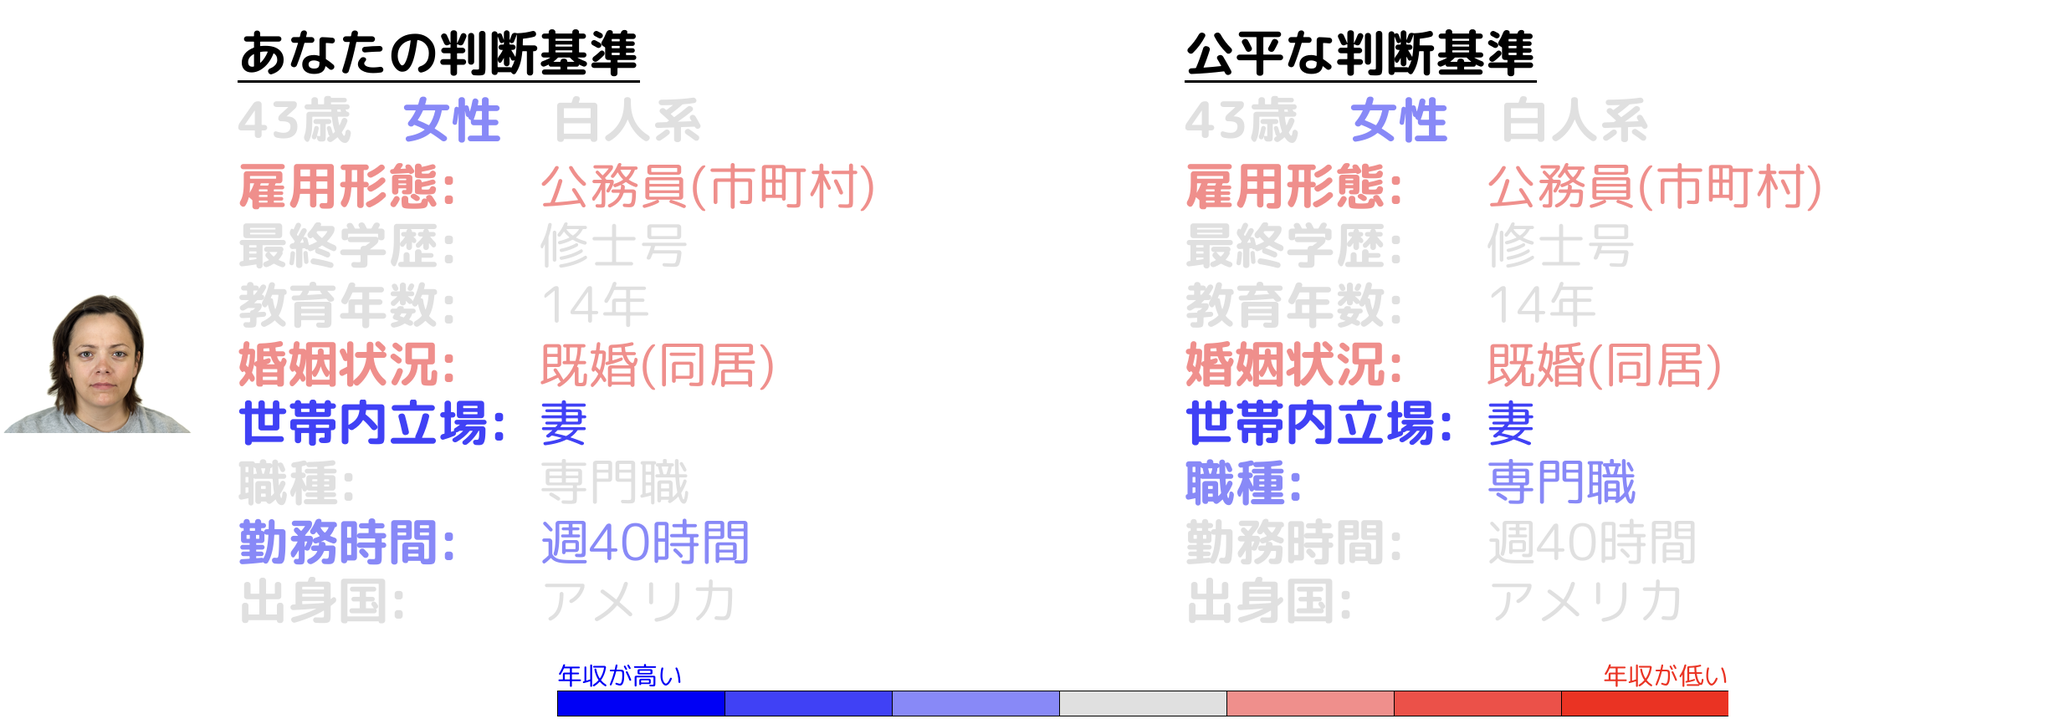 あなたの判断基準
43歳 女性 白人系
雇用形態: 公務員(市町村)
最終学歴: 修士号
教育年数: 14年
婚姻状況: 既婚(同居)
世帯内立場: 妻
職種: 専門職
勤務時間: 週40時間
出身国: アメリカ
公平な判断基準
43歳 女性 白人系
雇用形態: 公務員(市町村)
最終学歴: 修士号
教育年数: 14年
婚姻状況: 既婚(同居)
世帯内立場: 妻
職種: 専門職
勤務時間: 週40時間
出身国: アメリカ
年収が高い
年収が低い